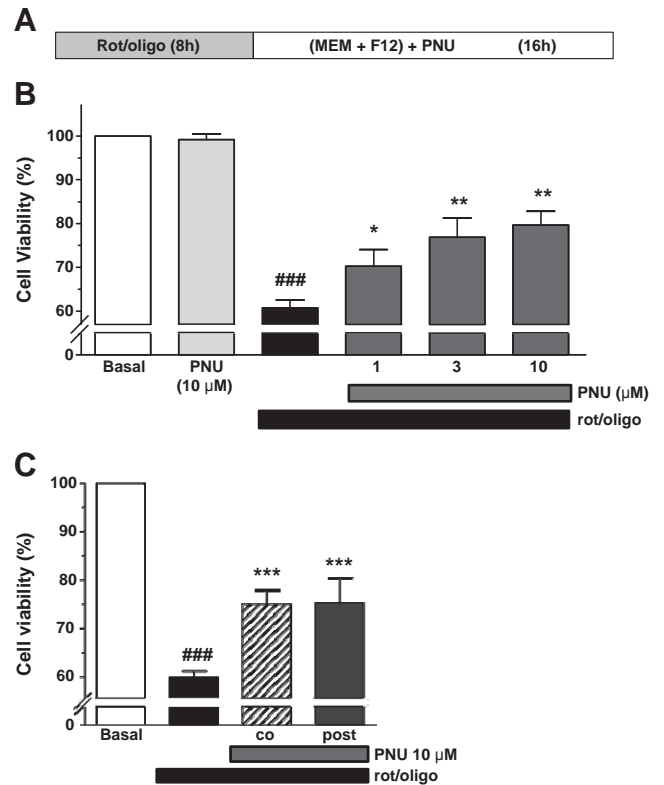 A
Rot/oligo (8h) (MEM + F12) + PNU (16h)
B
Cell Viability (%)
100
90
80
70
60
0
###
*
**
**
Basal PNU 1 3 10
(10 μM)
PNU (μM)
rot/oligo
C
Cell viability (%)
100
90
80
70
60
0
###
***
***
Basal co post
PNU 10 μM
rot/oligo